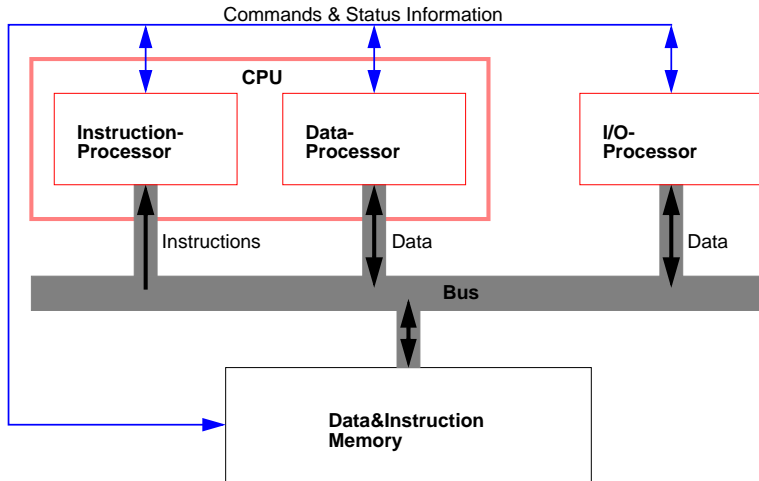 Commands & Status Information
CPU
Instruction-
Processor
Data-
Processor
I/O-
Processor
Instructions
Data
Data
Bus
Data&Instruction
Memory